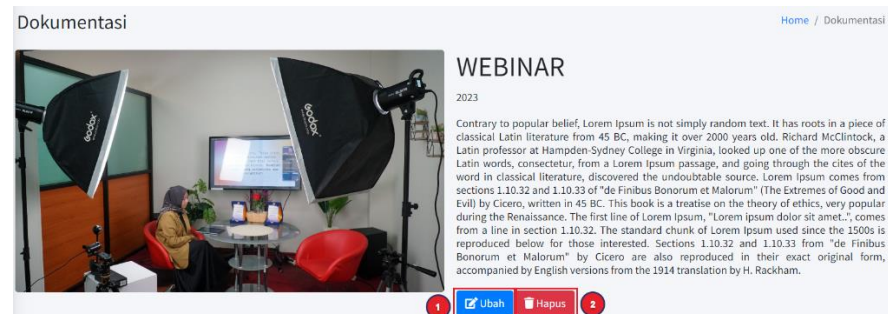 Dokumentasi
Home / Dokumentasi
Godox
Godox
WEBINAR
2023
Contrary to popular belief, Lorem Ipsum is not simply random text. It has roots in a piece of
classical Latin literature from 45 BC, making it over 2000 years old. Richard McClintock, a
Latin professor at Hampden-Sydney College in Virginia, looked up one of the more obscure
Latin words, consectetur, from a Lorem Ipsum passage, and going through the cites of the
word in classical literature, discovered the undoubtable source. Lorem Ipsum comes from
sections 1.10.32 and 1.10.33 of "de Finibus Bonorum et Malorum" (The Extremes of Good and
Evil) by Cicero, written in 45 BC. This book is a treatise on the theory of ethics, very popular
during the Renaissance. The first line of Lorem Ipsum, "Lorem ipsum dolor sit amet..", comes
from a line in section 1.10.32. The standard chunk of Lorem Ipsum used since the 1500s is
reproduced below for those interested. Sections 1.10.32 and 1.10.33 from "de Finibus
Bonorum et Malorum" by Cicero are also reproduced in their exact original form,
accompanied by English versions from the 1914 translation by H. Rackham.
1 Ubah Hapus 2